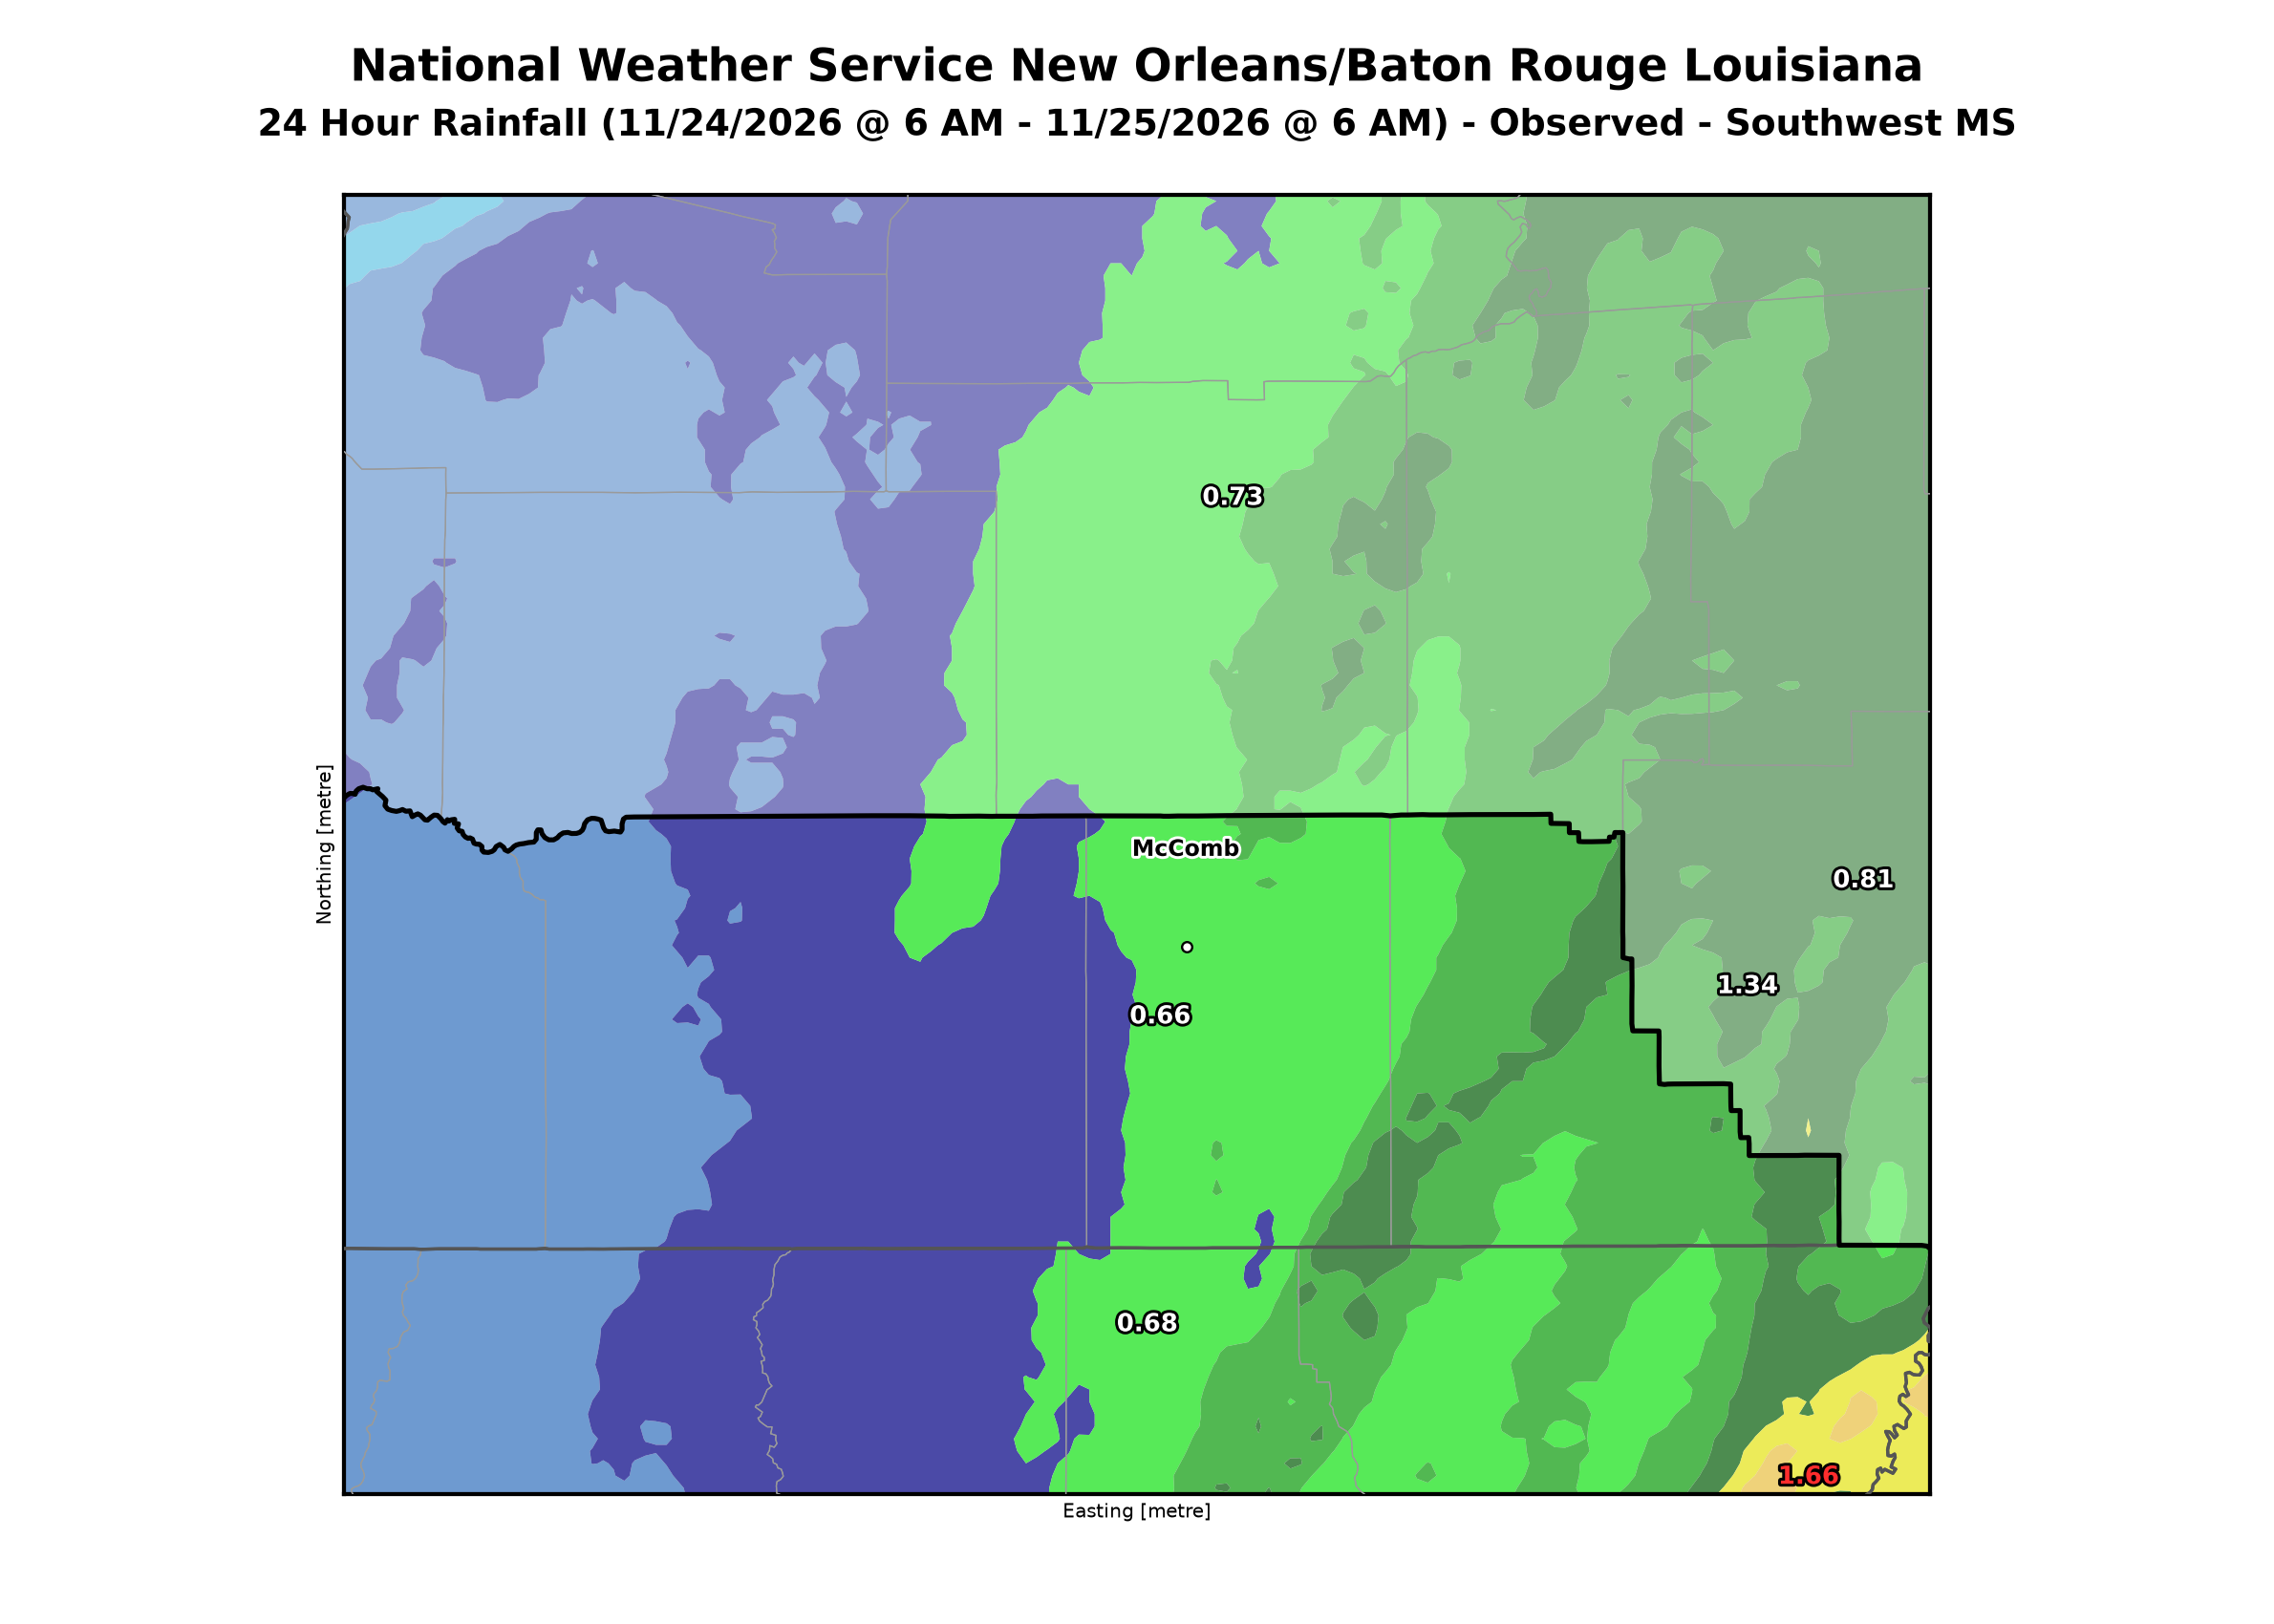 National Weather Service New Orleans/Baton Rouge Louisiana
24 Hour Rainfall (11/24/2026 @ 6 AM - 11/25/2026 @ 6 AM) - Observed - Southwest MS
0.73
McComb
0.81
1.34
0.66
0.68
1.66
Northing [metre]
Easting [metre]